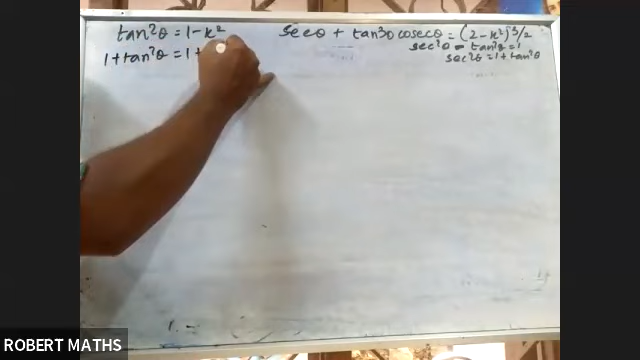 tan²θ = 1 - k²
secθ + tan³θ cosecθ = (2 - k²)^3/2
1 + tan²θ = 1 +
sec²θ - tan²θ = 1
sec²θ = 1 + tan²θ
ROBERT MATHS